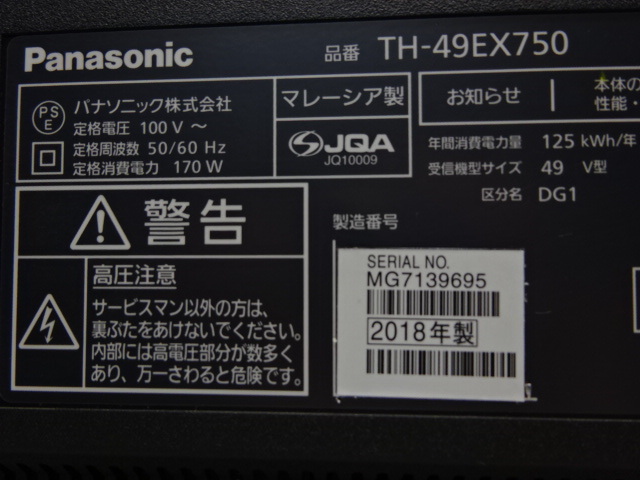 Panasonic
品番 TH-49EX750
パナソニック株式会社
定格電圧 100 V ～
定格周波数 50/60 Hz
定格消費電力 170 W
PS
E
マレーシア製
JQA
JQ10009
お知らせ
本体の
性能・
年間消費電力量 125 kWh/年
受信機型サイズ 49 V型
区分名 DG1
警告
高圧注意
サービスマン以外の方は、
裏ぶたをあけないでください。
内部には高電圧部分が数多く
あり、万一さわると危険です。
製造番号
SERIAL NO.
MG7139695
2018年製